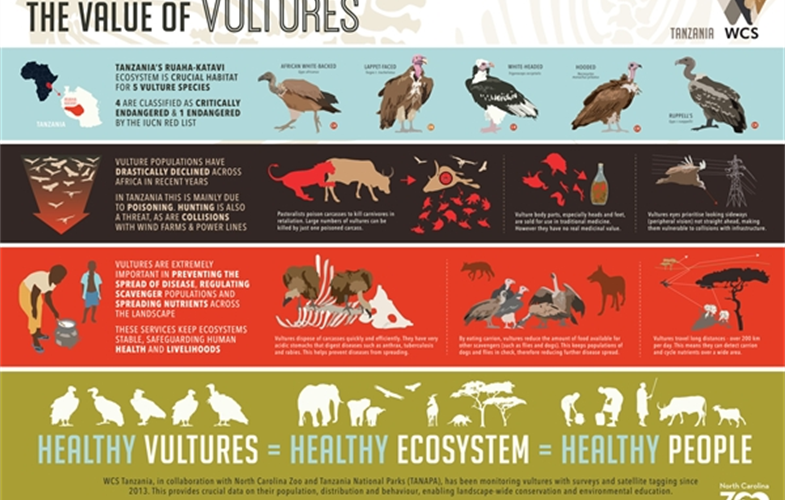 THE VALUE OF VULTURES
TANZANIA WCS
TANZANIA'S RUAHA-KATAVI
ECOSYSTEM IS CRUCIAL HABITAT
FOR 5 VULTURE SPECIES
4 ARE CLASSIFIED AS CRITICALLY
ENDANGERED & 1 ENDANGERED
BY THE IUCN RED LIST
TANZANIA
AFRICAN WHITE-BACKED
LAPPET-FACED
WHITE-HEADED
HOODED
RUPPELL'S
VULTURE POPULATIONS HAVE
DRASTICALLY DECLINED ACROSS
AFRICA IN RECENT YEARS
IN TANZANIA THIS IS MAINLY DUE
TO POISONING. HUNTING IS ALSO
A THREAT, AS ARE COLLISIONS
WITH WIND FARMS & POWER LINES
Pastoralists poison carcasses to kill carnivores in
retaliation. Large numbers of vultures can be
killed by just one poisoned carcass.
Vulture body parts, especially heads and feet,
are sold for use in traditional medicine.
However they have no real medicinal value.
Vultures eyes prioritize looking sideways
(peripheral vision) not straight ahead, making
them vulnerable to collisions with infrastructure.
VULTURES ARE EXTREMELY
IMPORTANT IN PREVENTING THE
SPREAD OF DISEASE, REGULATING
SCAVENGER POPULATIONS AND
SPREADING NUTRIENTS ACROSS
THE LANDSCAPE
THESE SERVICES KEEP ECOSYSTEMS
STABLE, SAFEGUARDING HUMAN
HEALTH AND LIVELIHOODS
Vultures dispose of carcasses quickly and efficiently. They have very
acidic stomachs that digest diseases such as anthrax, tuberculosis
and rabies. This helps prevent diseases from spreading.
By eating carrion, vultures reduce the amount of food available for
other scavengers (such as flies and dogs). This keeps populations of
dogs and flies in check, therefore reducing further disease spread.
Vultures travel long distances - over 200 km
per day. This means they can detect carrion
and cycle nutrients over a wide area.
HEALTHY VULTURES = HEALTHY ECOSYSTEM = HEALTHY PEOPLE
WCS Tanzania, in collaboration with North Carolina Zoo and Tanzania National Parks (TANAPA), has been monitoring vultures with surveys and satellite tagging since
2013. This provides crucial data on their population, distribution and behaviour, enabling landscape-wide conservation and environmental education.
North Carolina
ZOO